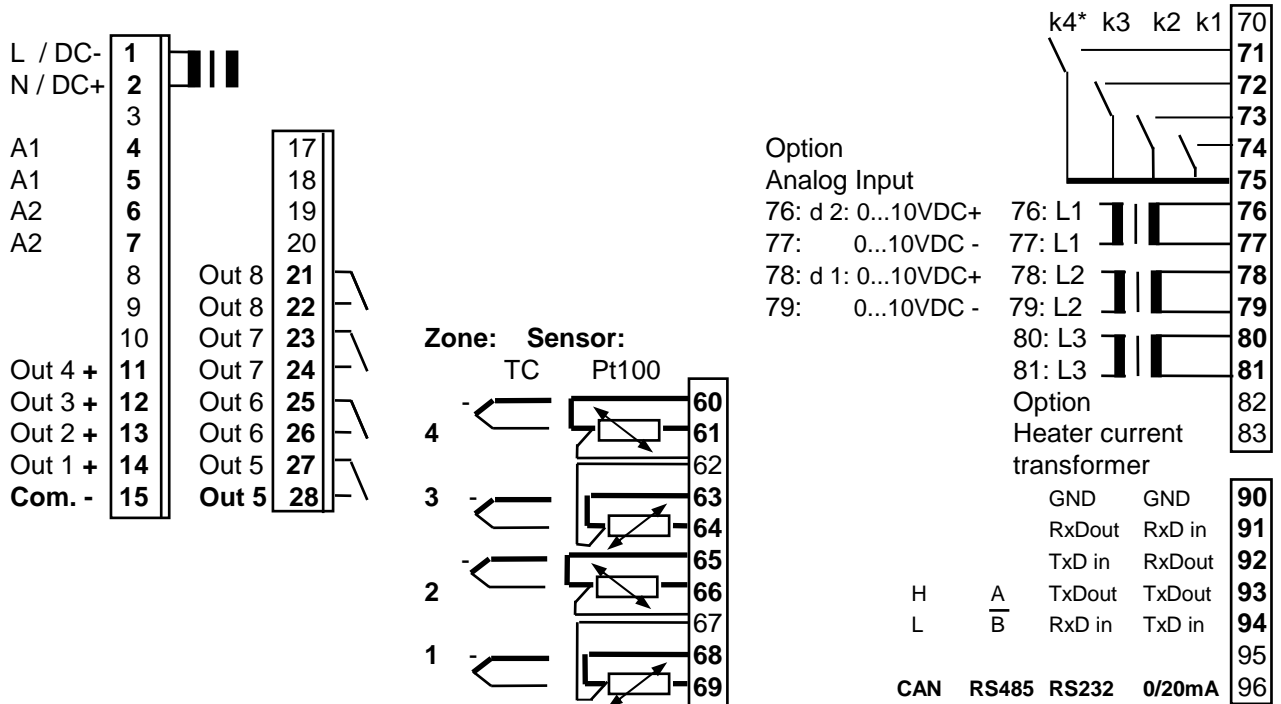 L / DC- 1
N / DC+ 2
3
A1 4
A1 5
A2 6
A2 7
8
9
10
Out 4 + 11
Out 3 + 12
Out 2 + 13
Out 1 + 14
Com. - 15
17
18
19
20
Out 8 21
Out 8 22
Out 7 23
Out 7 24
Out 6 25
Out 6 26
Out 5 27
Out 5 28
Zone: Sensor:
TC Pt100
- 60
4 61
62
3 - 63
64
- 65
2 66
67
1 - 68
69
k4* k3 k2 k1 70
71
72
73
74
75
Option
Analog Input
76: d 2: 0...10VDC+ 76: L1 76
77: 0...10VDC - 77: L1 77
78: d 1: 0...10VDC+ 78: L2 78
79: 0...10VDC - 79: L2 79
80: L3 80
81: L3 81
Option 82
Heater current 83
transformer
GND GND 90
RxDout RxD in 91
TxD in RxDout 92
H A TxDout TxDout 93
L B RxD in TxD in 94
95
CAN RS485 RS232 0/20mA 96